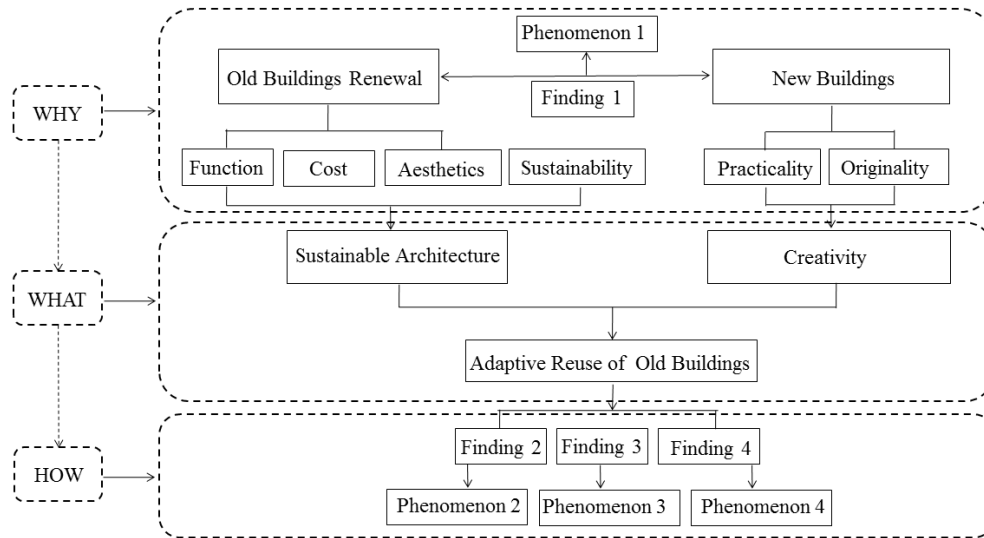 Phenomenon 1
Old Buildings Renewal
New Buildings
Finding 1
WHY
Function
Cost
Aesthetics
Sustainability
Practicality
Originality
Sustainable Architecture
Creativity
WHAT
Adaptive Reuse of Old Buildings
Finding 2
Finding 3
Finding 4
HOW
Phenomenon 2
Phenomenon 3
Phenomenon 4